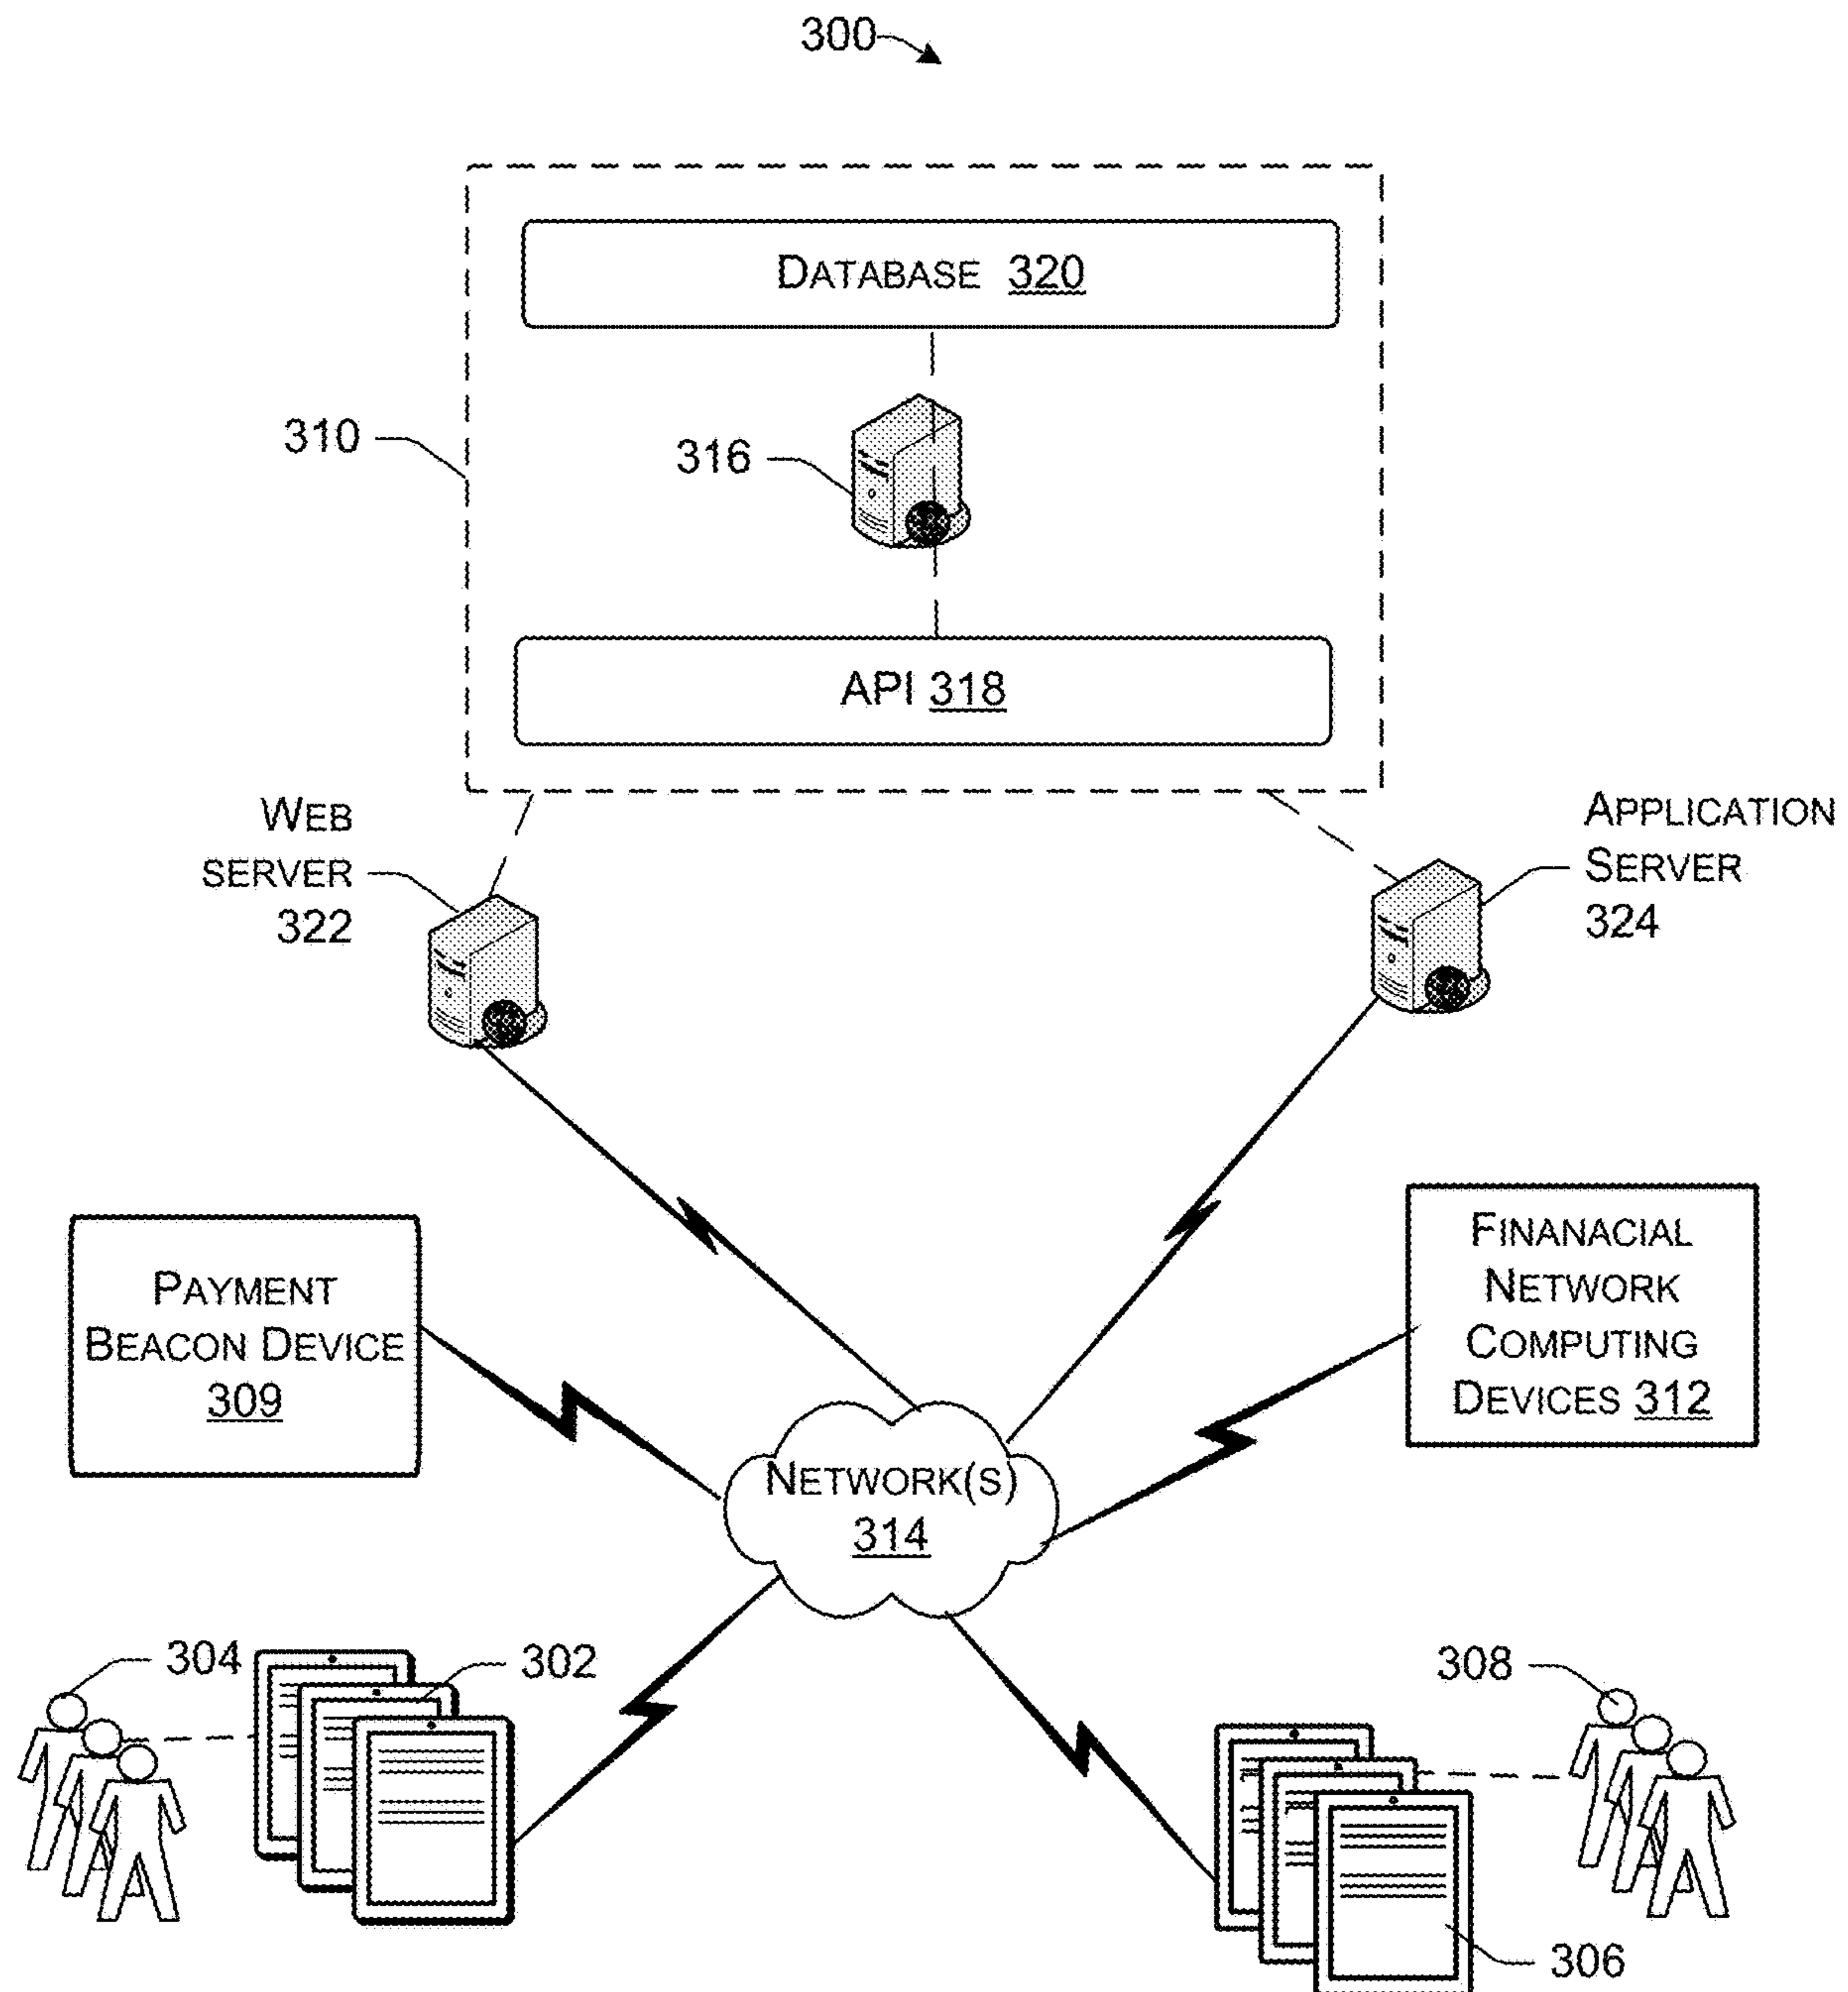 300
DATABASE 320
310
316
API 318
WEB
SERVER
322
APPLICATION
SERVER
324
PAYMENT
BEACON DEVICE
309
FINANACIAL
NETWORK
COMPUTING
DEVICES 312
NETWORK(S)
314
304
302
308
306